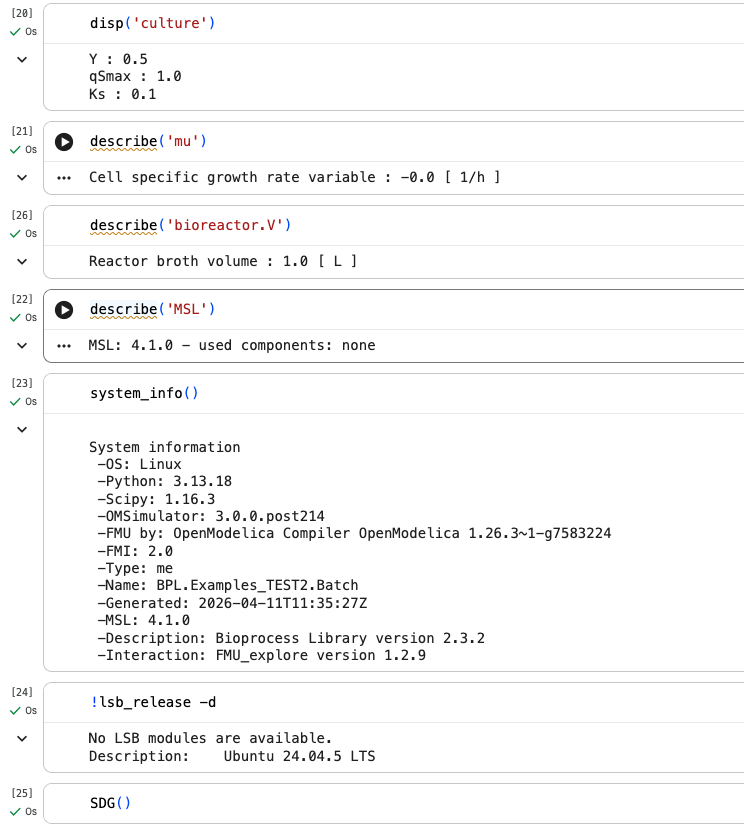 [20]
0s
disp('culture')
Y : 0.5
qSmax : 1.0
Ks : 0.1
[21]
0s
describe('mu')
Cell specific growth rate variable : -0.0 [ 1/h ]
[26]
0s
describe('bioreactor.V')
Reactor broth volume : 1.0 [ L ]
[22]
0s
describe('MSL')
MSL: 4.1.0 - used components: none
[23]
0s
system_info()
System information
-OS: Linux
-Python: 3.13.18
-Scipy: 1.16.3
-OMSimulator: 3.0.0.post214
-FMU by: OpenModelica Compiler OpenModelica 1.26.3~1-g7583224
-FMI: 2.0
-Type: me
-Name: BPL.Examples_TEST2.Batch
-Generated: 2026-04-11T11:35:27Z
-MSL: 4.1.0
-Description: Bioprocess Library version 2.3.2
-Interaction: FMU_explore version 1.2.9
[24]
0s
!lsb_release -d
No LSB modules are available.
Description:    Ubuntu 24.04.5 LTS
[25]
0s
SDG()